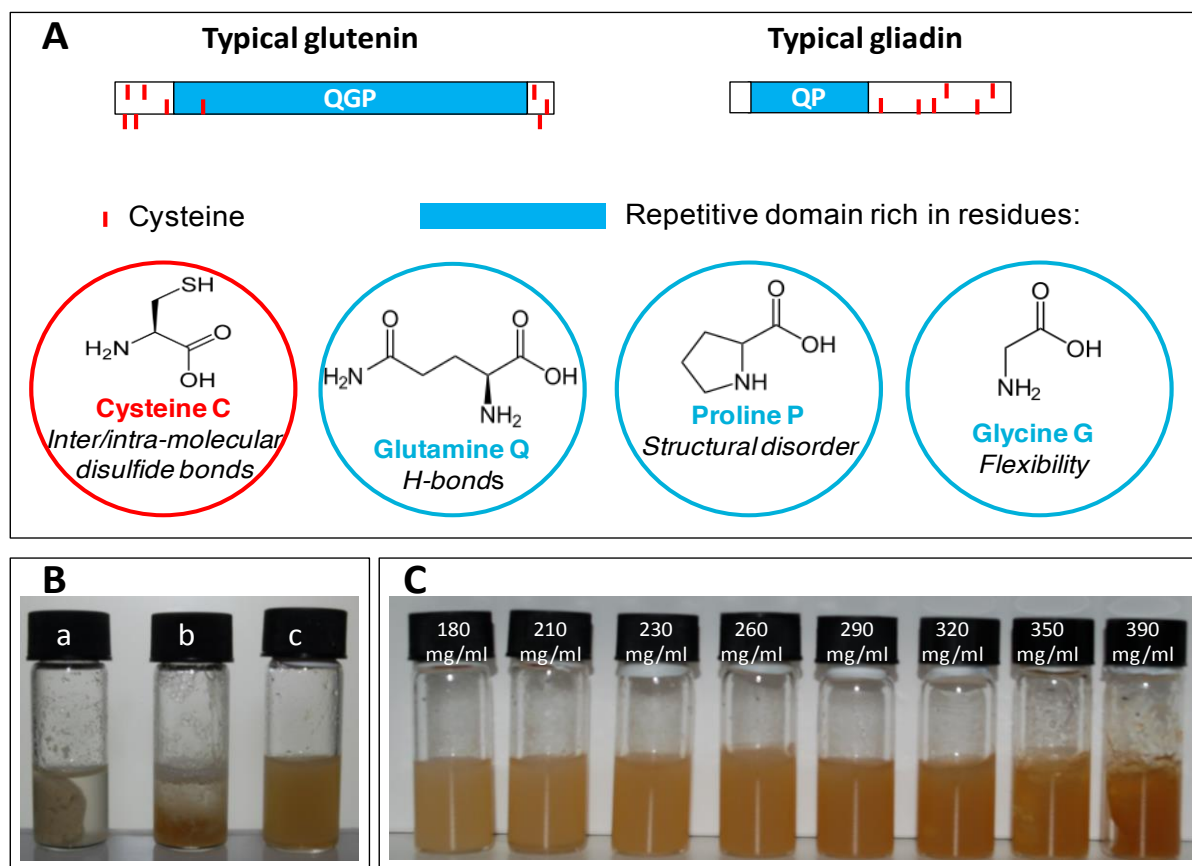 A
Typical glutenin
Typical gliadin
QGP
QP
Cysteine
Repetitive domain rich in residues:
SH
O
H2N
OH
Cysteine C
Inter/intra-molecular
disulfide bonds
O
O
H2N
OH
NH2
Glutamine Q
H-bonds
O
OH
NH
Proline P
Structural disorder
O
OH
NH2
Glycine G
Flexibility
B
a
b
c
C
180
mg/ml
210
mg/ml
230
mg/ml
260
mg/ml
290
mg/ml
320
mg/ml
350
mg/ml
390
mg/ml